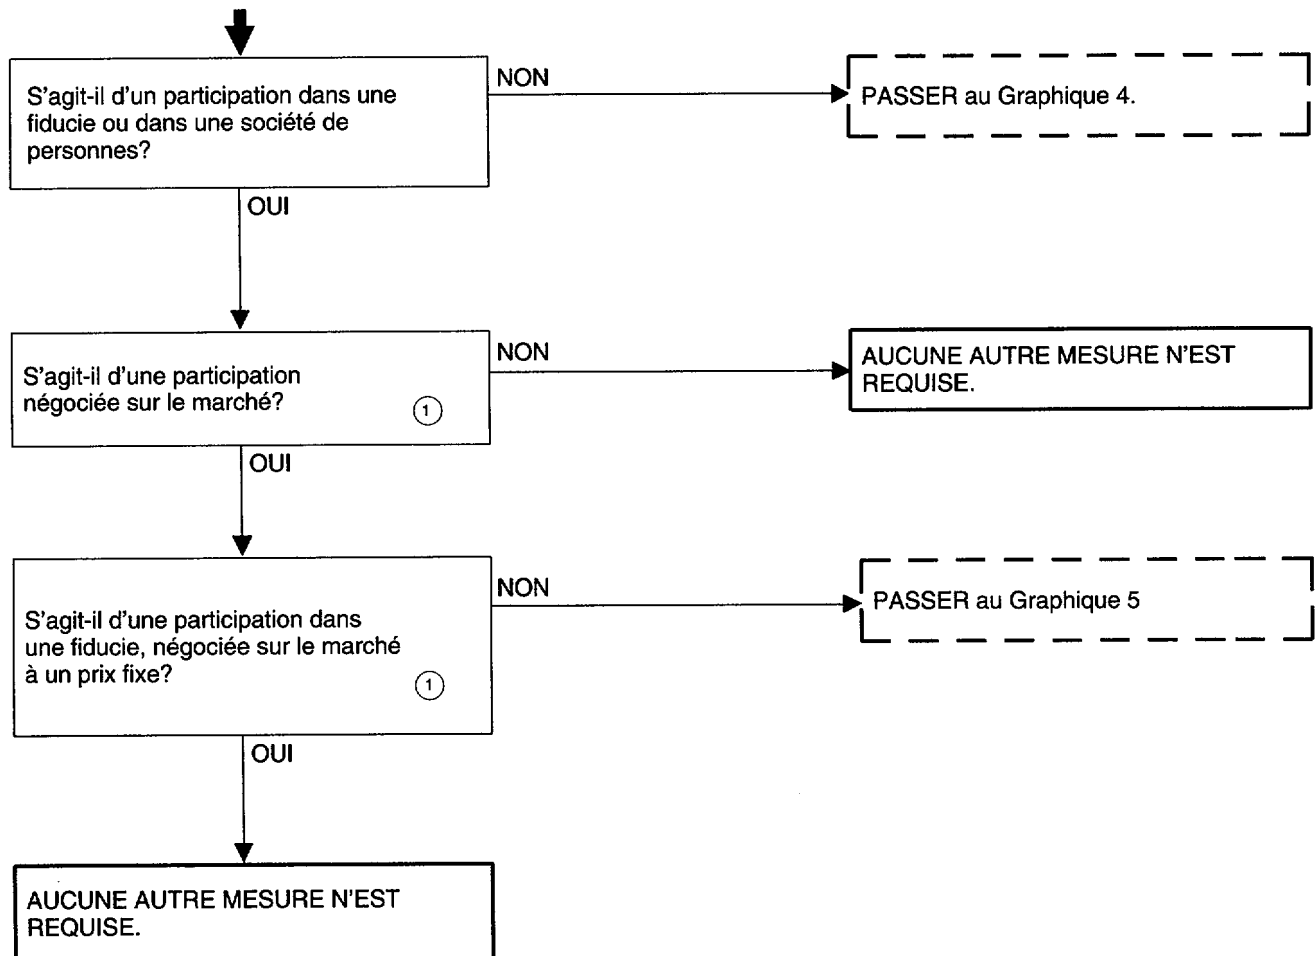 S'agit-il d'un participation dans une
fiducie ou dans une société de
personnes?
NON
PASSER au Graphique 4.
OUI
S'agit-il d'une participation
négociée sur le marché?
1
NON
AUCUNE AUTRE MESURE N'EST
REQUISE.
OUI
S'agit-il d'une participation dans
une fiducie, négociée sur le marché
à un prix fixe?
1
NON
PASSER au Graphique 5
OUI
AUCUNE AUTRE MESURE N'EST
REQUISE.